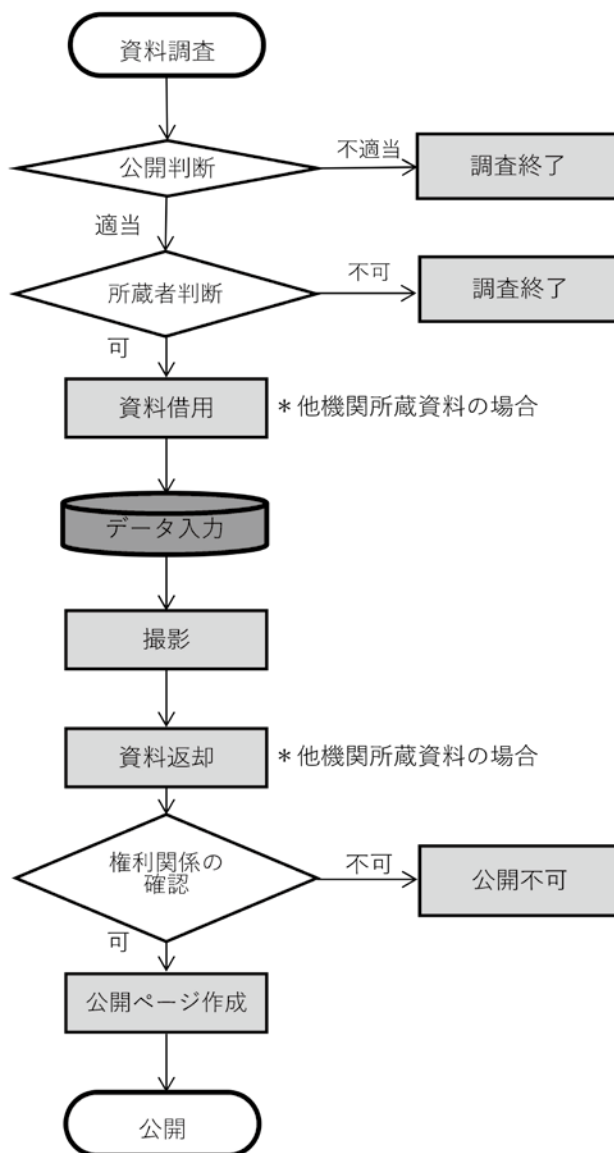 資料調査
公開判断
不適当
調査終了
適当
所蔵者判断
不可
調査終了
可
資料借用
＊他機関所蔵資料の場合
データ入力
撮影
資料返却
＊他機関所蔵資料の場合
権利関係の
確認
不可
公開不可
可
公開ページ作成
公開